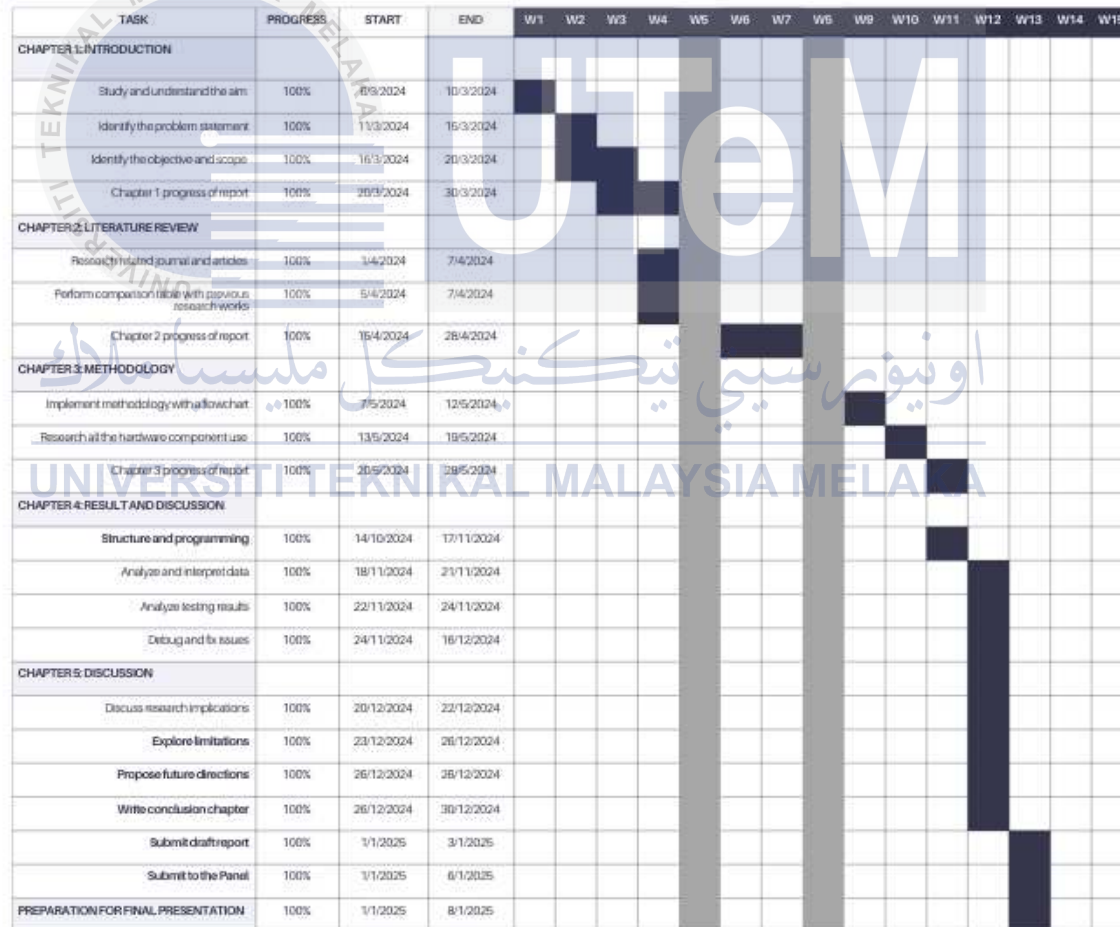 TASK PROGRESS START END W1 W2 W3 W4 W5 W6 W7 W8 W9 W10 W11 W12 W13 W14 W15
CHAPTER 1: INTRODUCTION
Study and understand the aim 100% 6/3/2024 10/3/2024
Identify the problem statement 100% 11/3/2024 15/3/2024
Identify the objective and scope 100% 16/3/2024 20/3/2024
Chapter 1 progress of report 100% 20/3/2024 30/3/2024
CHAPTER 2: LITERATURE REVIEW
Research related journal and articles 100% 1/4/2024 7/4/2024
Perform comparison table with previous
research works 100% 5/4/2024 7/4/2024
Chapter 2 progress of report 100% 16/4/2024 28/4/2024
CHAPTER 3: METHODOLOGY
Implement methodology with a flowchart 100% 7/5/2024 12/5/2024
Research all the hardware component use 100% 13/5/2024 19/5/2024
Chapter 3 progress of report 100% 20/5/2024 28/5/2024
CHAPTER 4: RESULT AND DISCUSSION
Structure and programming 100% 14/10/2024 17/11/2024
Analyze and interpret data 100% 18/11/2024 21/11/2024
Analyze testing results 100% 22/11/2024 24/11/2024
Debug and fix issues 100% 24/11/2024 16/12/2024
CHAPTER 5: DISCUSSION
Discuss research implications 100% 20/12/2024 22/12/2024
Explore limitations 100% 23/12/2024 26/12/2024
Propose future directions 100% 26/12/2024 26/12/2024
Write conclusion chapter 100% 26/12/2024 30/12/2024
Submit draft report 100% 1/1/2025 3/1/2025
Submit to the Panel 100% 1/1/2025 6/1/2025
PREPARATION FOR FINAL PRESENTATION 100% 1/1/2025 8/1/2025
UNIVERSITI TEKNIKAL MELAKA
UTeM
اونيورسيتي تيكنيكل مليسيا ملاك
UNIVERSITI TEKNIKAL MALAYSIA MELAKA